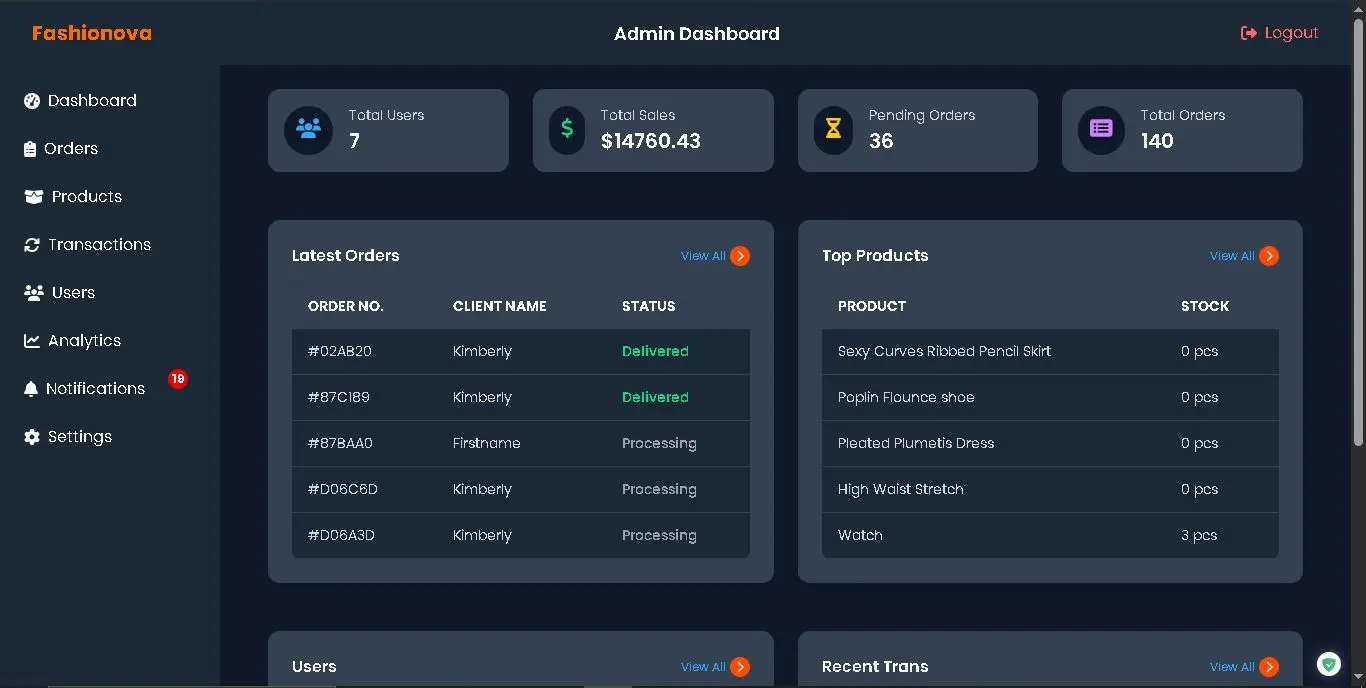 Fashionova
Admin Dashboard
Logout
Dashboard
Orders
Products
Transactions
Users
Analytics
Notifications 19
Settings
Total Users
7
Total Sales
$14760.43
Pending Orders
36
Total Orders
140
Latest Orders View All
ORDER NO. CLIENT NAME STATUS
#02AB20 Kimberly Delivered
#87C189 Kimberly Delivered
#87BAA0 Firstname Processing
#D06C6D Kimberly Processing
#D06A3D Kimberly Processing
Top Products View All
PRODUCT STOCK
Sexy Curves Ribbed Pencil Skirt 0 pcs
Poplin Flounce shoe 0 pcs
Pleated Plumetis Dress 0 pcs
High Waist Stretch 0 pcs
Watch 3 pcs
Users View All
Recent Trans View All